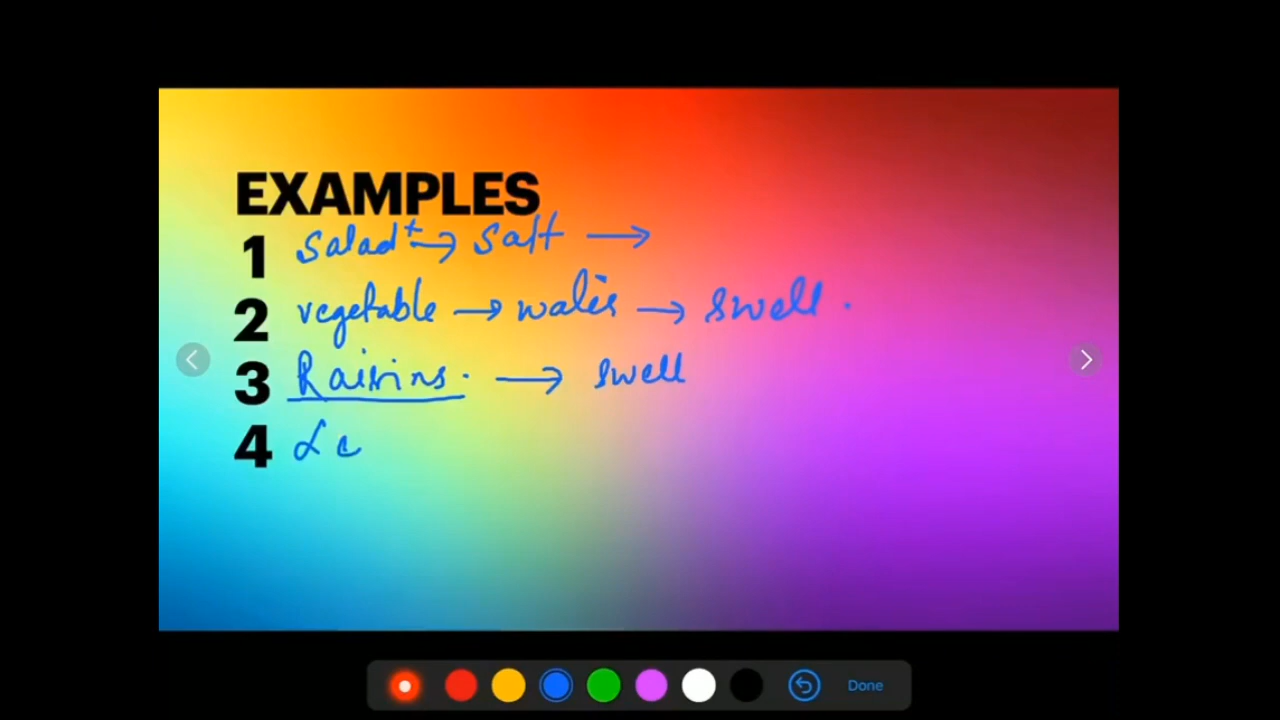 EXAMPLES
1 Salad + → Salt →
2 vegetable → water → swell.
3 Raisins. → swell
4
Done